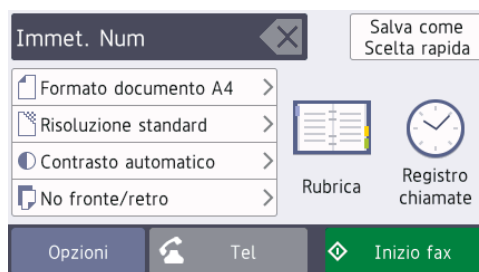 Immet. Num
Salva come
Scelta rapida
Formato documento A4
Risoluzione standard
Contrasto automatico
No fronte/retro
Rubrica
Registro
chiamate
Opzioni
Tel
Inizio fax